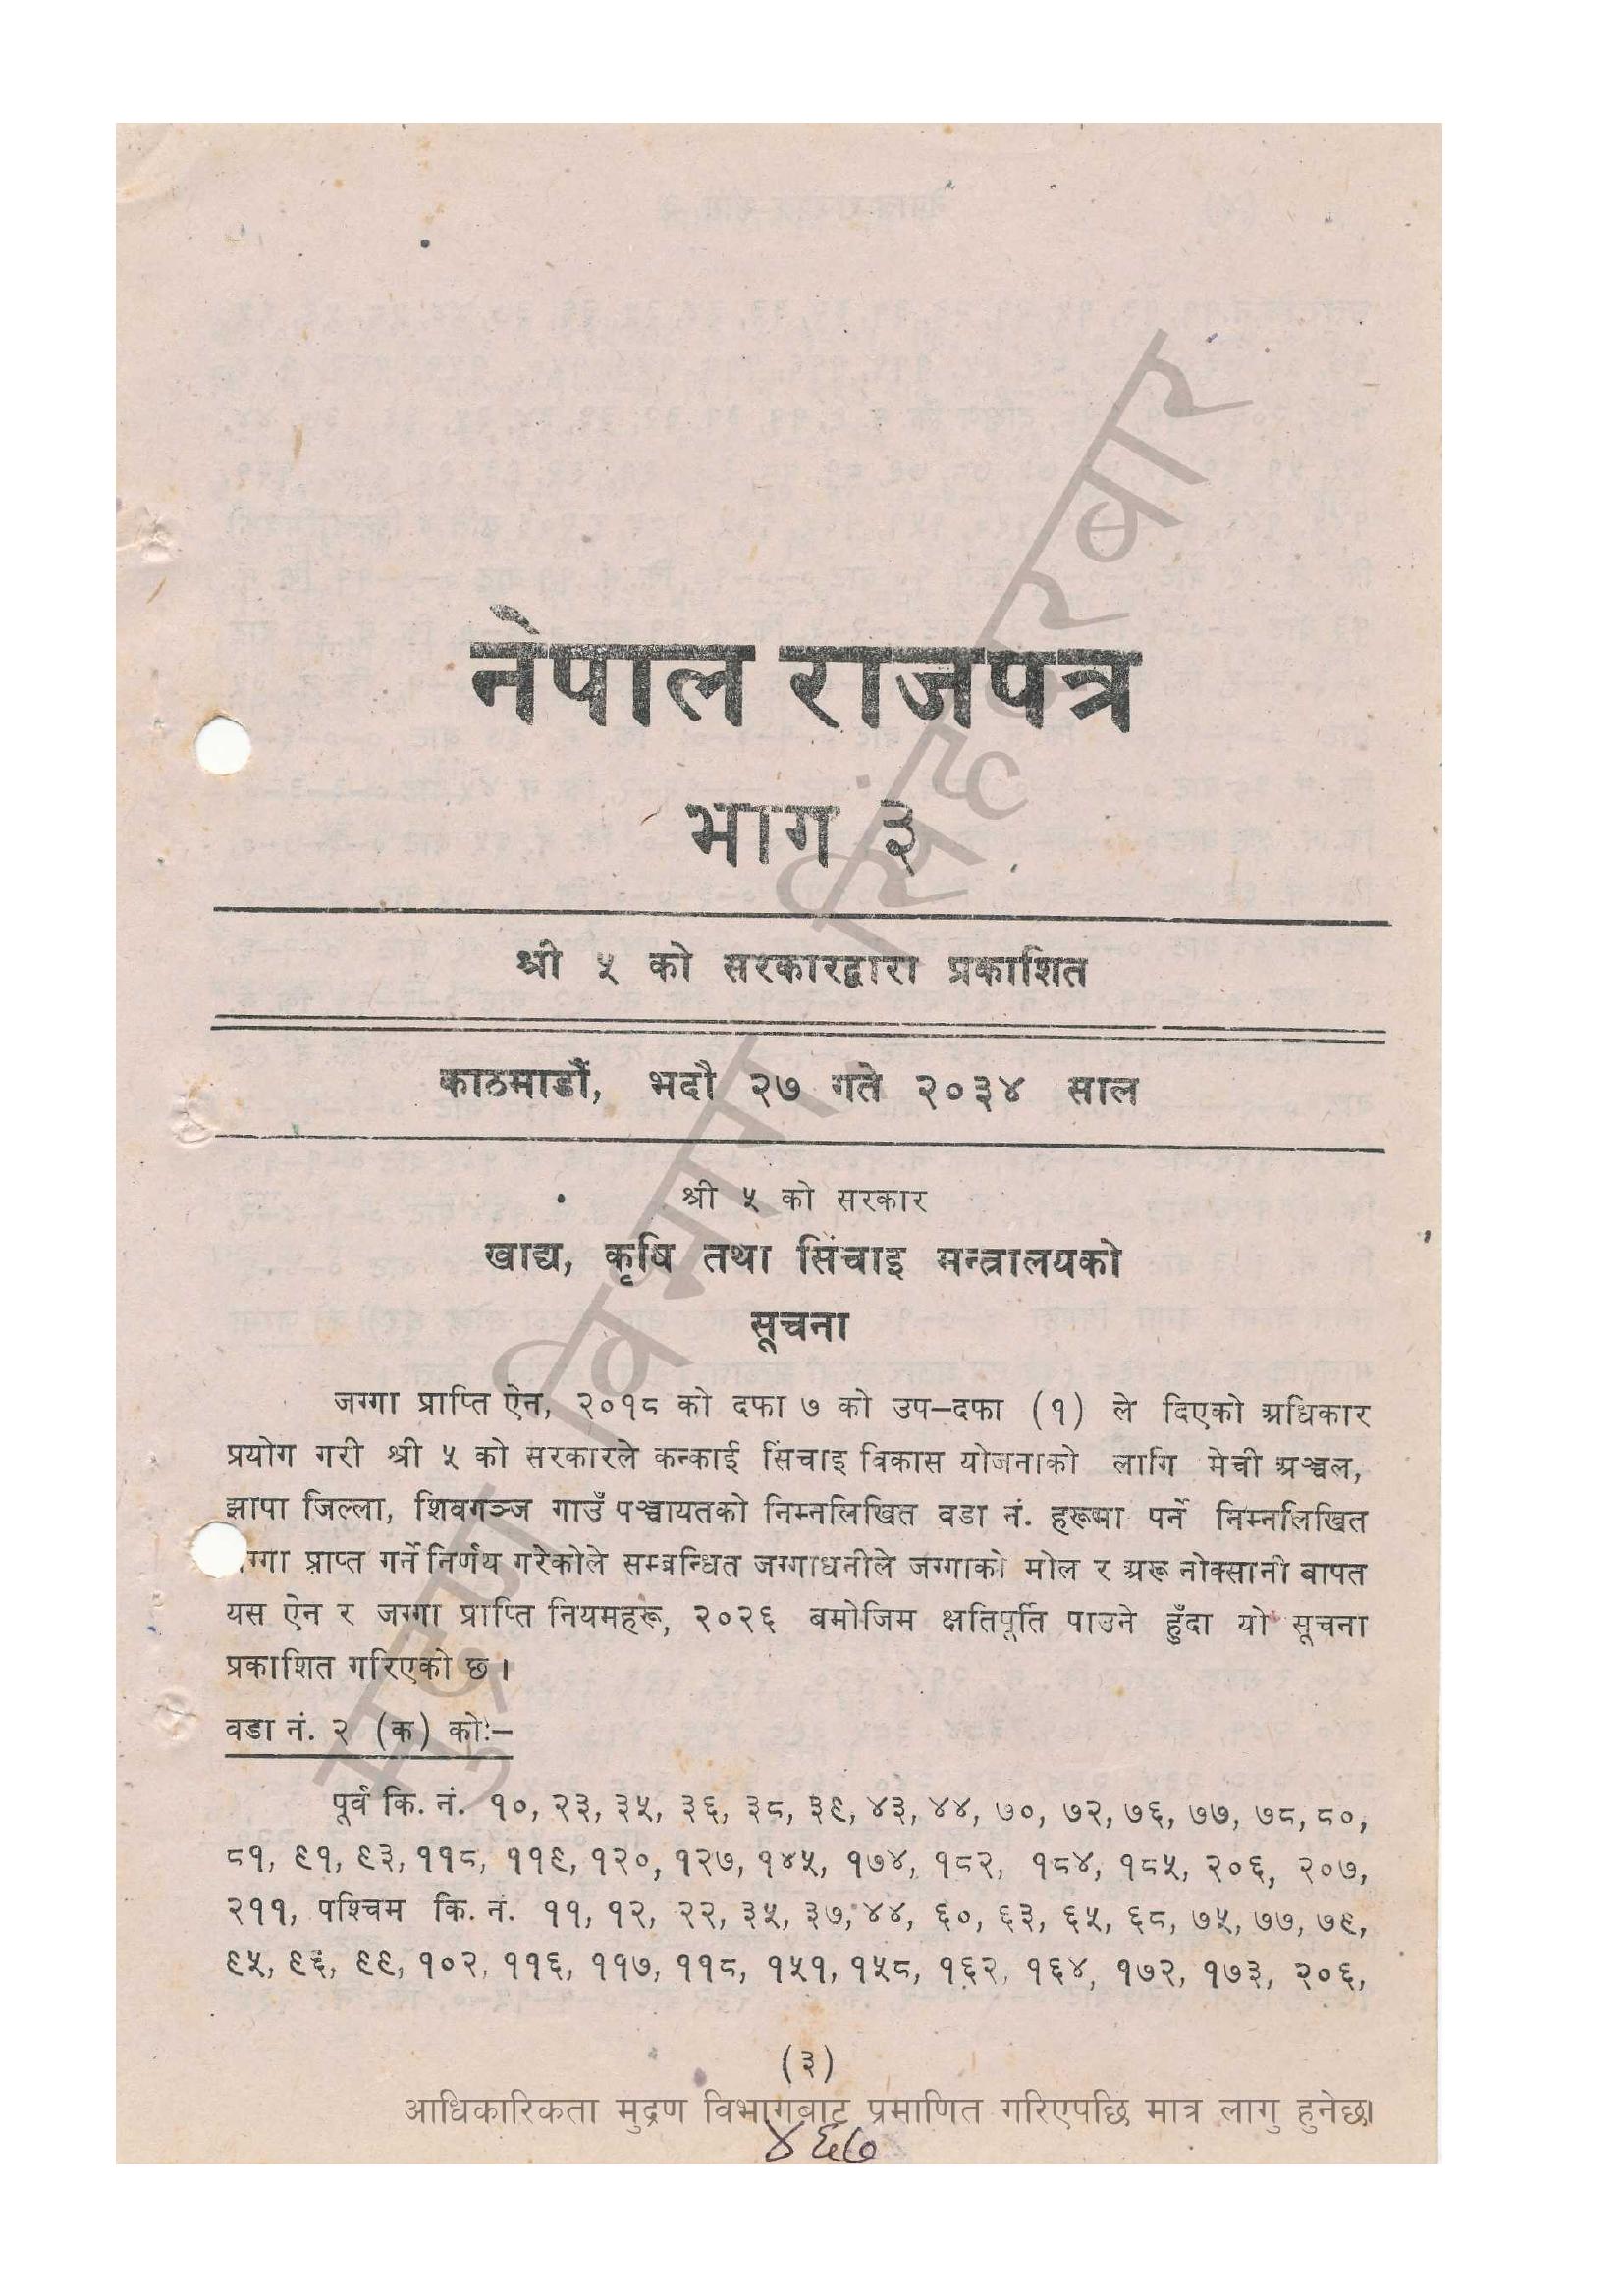 नेपाल राजपत्र
भाग ३
श्री ५ को सरकारद्वारा प्रकाशित
काठमाडौं, भदौ २७ गते २०३४ साल
श्री ५ को सरकार
खाद्य, कृषि तथा सिंचाइ मन्त्रालयको
सूचना
जग्गा प्राप्ति ऐन, २०१८ को दफा ७ को उप–दफा (१) ले दिएको अधिकार
प्रयोग गरी श्री ५ को सरकारले कन्काई सिंचाइ विकास योजनाको लागि मेची अञ्चल,
झापा जिल्ला, शिवगञ्ज गाउँ पञ्चायतको निम्नलिखित वडा नं. हरूमा पर्ने निम्नलिखित
ग्गा प्राप्त गर्ने निर्णय गरेकोले सम्बन्धित जग्गाधनीले जग्गाको मोल र अरू नोक्सानी बापत
यस ऐन र जग्गा प्राप्ति नियमहरू, २०२६ बमोजिम क्षतिपूर्ति पाउने हुँदा यो सूचना
प्रकाशित गरिएको छ।
वडा नं. २ (क) को:–
पूर्व कि. नं. १०, २३, ३५, ३६, ३८, ३९, ४३, ४४, ७०, ७२, ७६, ७७, ७८, ८०,
८१, ९१, ९३, ११८, ११९, १२०, १२७, १४५, १७४, १८२, १८४, १८५, २०६, २०७,
२११, पश्चिम कि. नं. ११, १२, २२, ३५, ३७, ४४, ६०, ६३, ६५, ६८, ७५, ७७, ७९,
९५, ९६, ९९, १०२, ११६, ११७, ११८, १५१, १५८, १६२, १६४, १७२, १७३, २०६,
(३)
आधिकारिकता मुद्रण विभागबाट प्रमाणित गरिएपछि मात्र लागु हुनेछ।
४६७
मुद्रण विभाग, सिंहदरवार